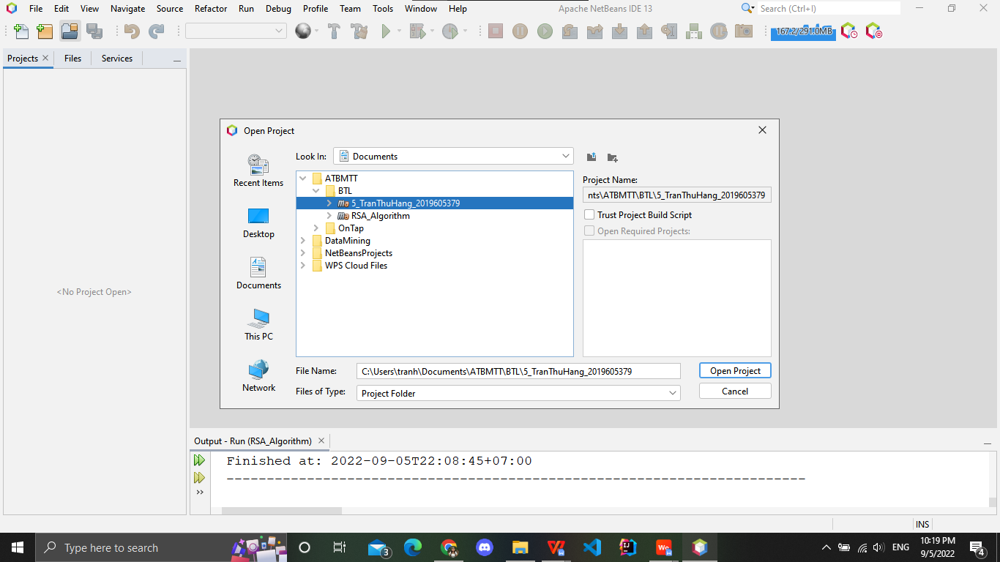 File Edit View Navigate Source Refactor Run Debug Profile Team Tools Window Help Apache NetBeans IDE 13 Search (Ctrl+I)
167.2/291.0MB
Projects Files Services
<No Project Open>
Open Project
Look In: Documents
Recent Items
Desktop
Documents
This PC
Network
ATBMTT
BTL
5_TranThuHang_2019605379
RSA_Algorithm
OnTap
DataMining
NetBeansProjects
WPS Cloud Files
Project Name:
nts\ATBMTT\BTL\5_TranThuHang_2019605379
Trust Project Build Script
Open Required Projects:
File Name: C:\Users\tranh\Documents\ATBMTT\BTL\5_TranThuHang_2019605379 Open Project
Files of Type: Project Folder Cancel
Output - Run (RSA_Algorithm)
Finished at: 2022-09-05T22:08:45+07:00
------------------------------------------------------------------------
INS
Type here to search 3 ENG 10:19 PM 4
9/5/2022